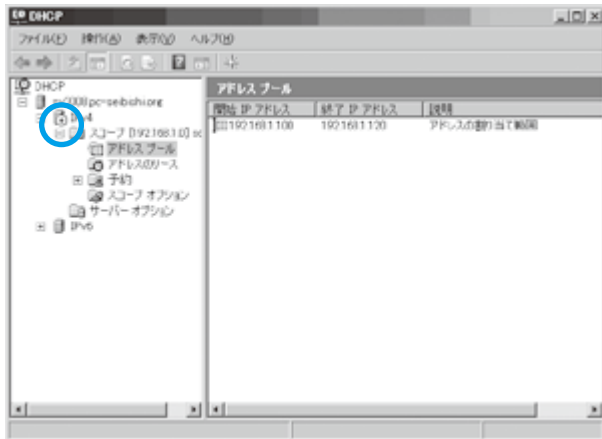 DHCP
ファイル(F) 操作(A) 表示(V) ヘルプ(H)
DHCP
pc-seibishi.org
IPv4
スコープ [192.168.1.0] sc
アドレス プール
アドレスのリース
予約
スコープ オプション
サーバー オプション
IPv6
アドレス プール
開始 IP アドレス 終了 IP アドレス 説明
192.168.1.100 192.168.1.120 アドレスの割り当て範囲